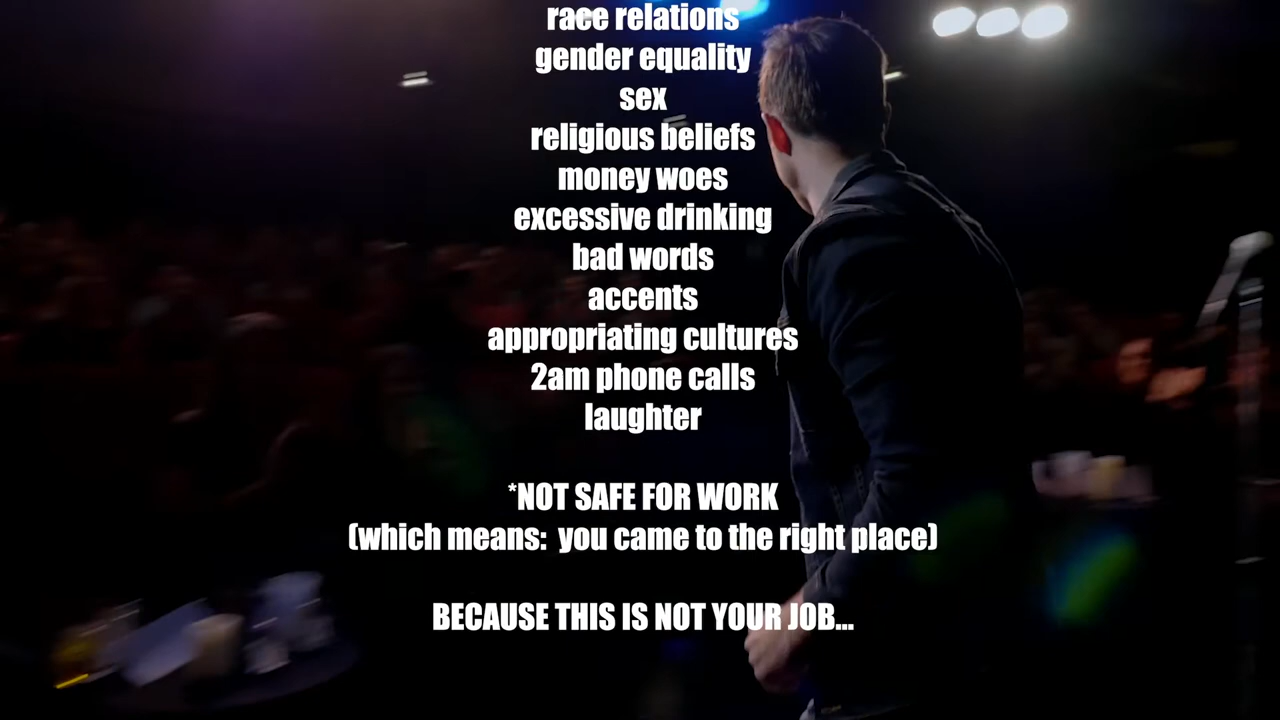 race relations
gender equality
sex
religious beliefs
money woes
excessive drinking
bad words
accents
appropriating cultures
2am phone calls
laughter
*NOT SAFE FOR WORK
(which means:  you came to the right place)
BECAUSE THIS IS NOT YOUR JOB...